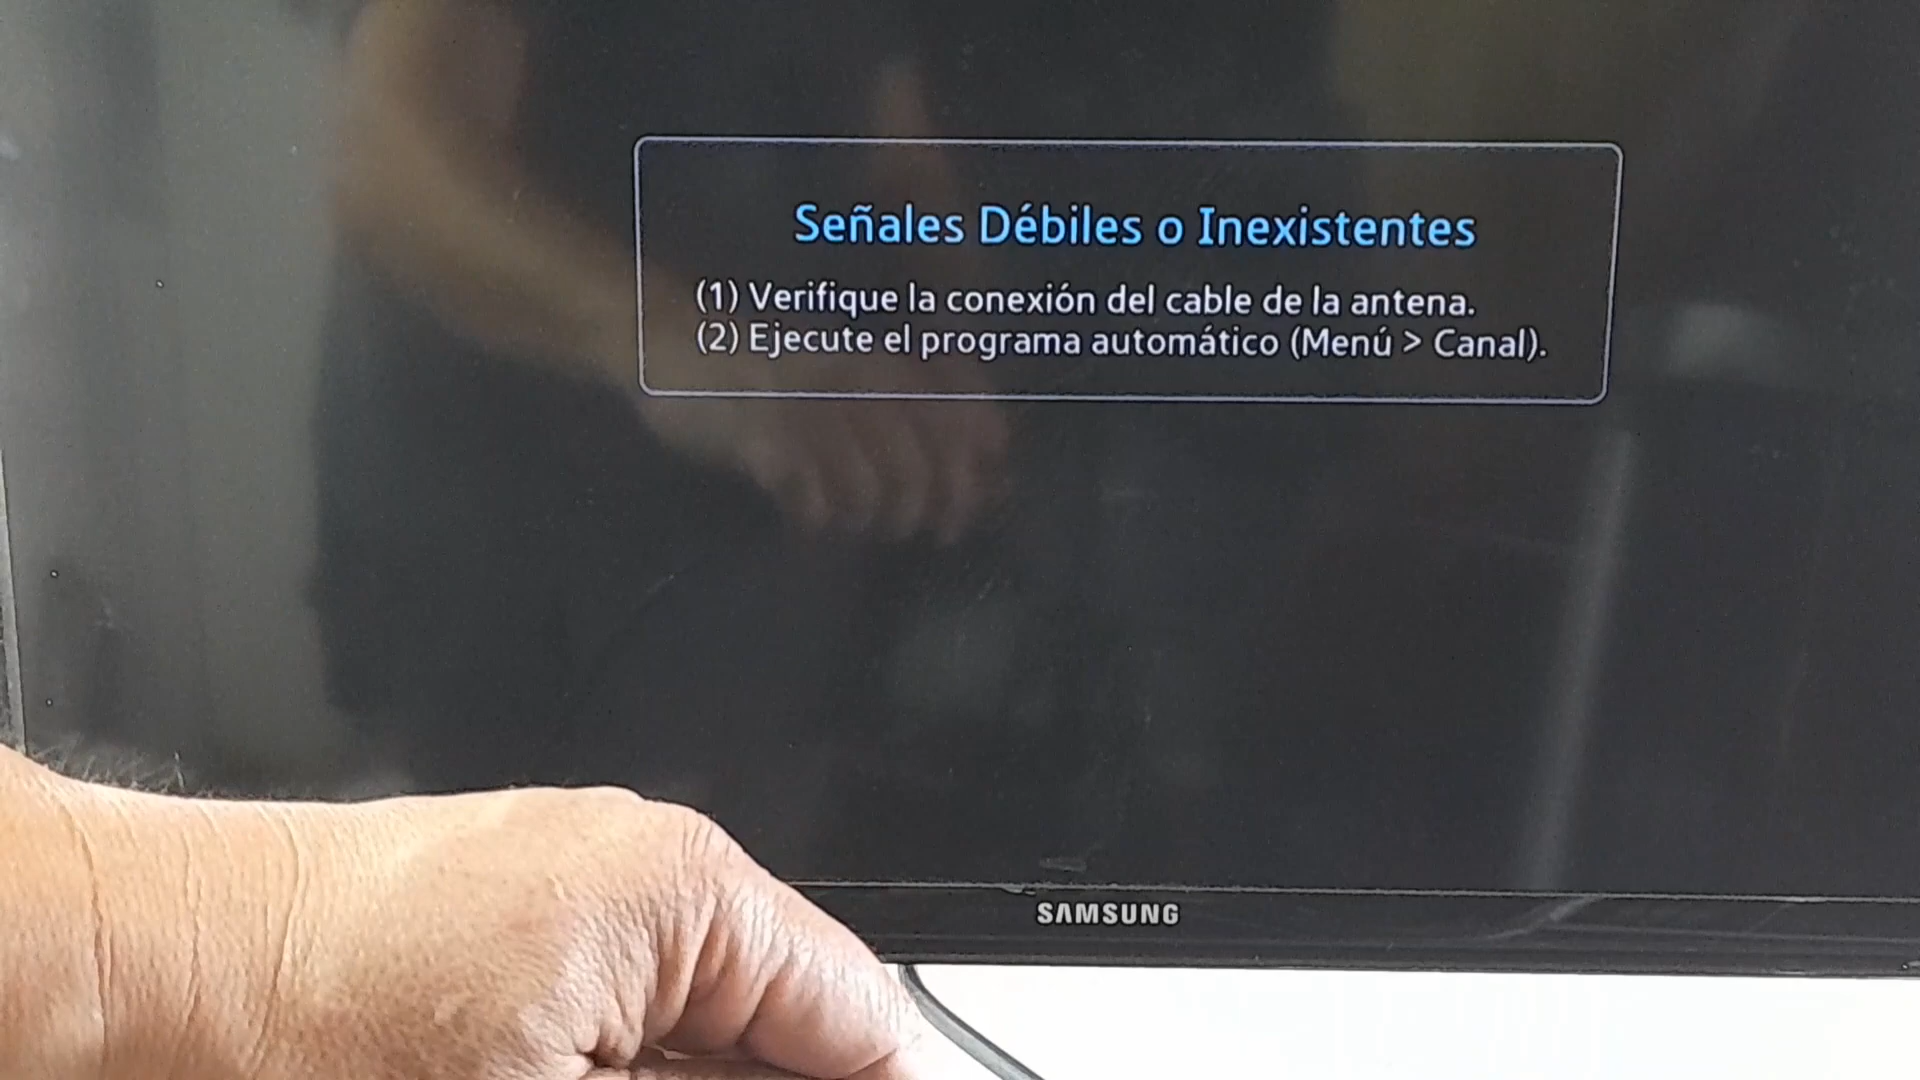 Señales Débiles o Inexistentes
(1) Verifique la conexión del cable de la antena.
(2) Ejecute el programa automático (Menú > Canal).
SAMSUNG